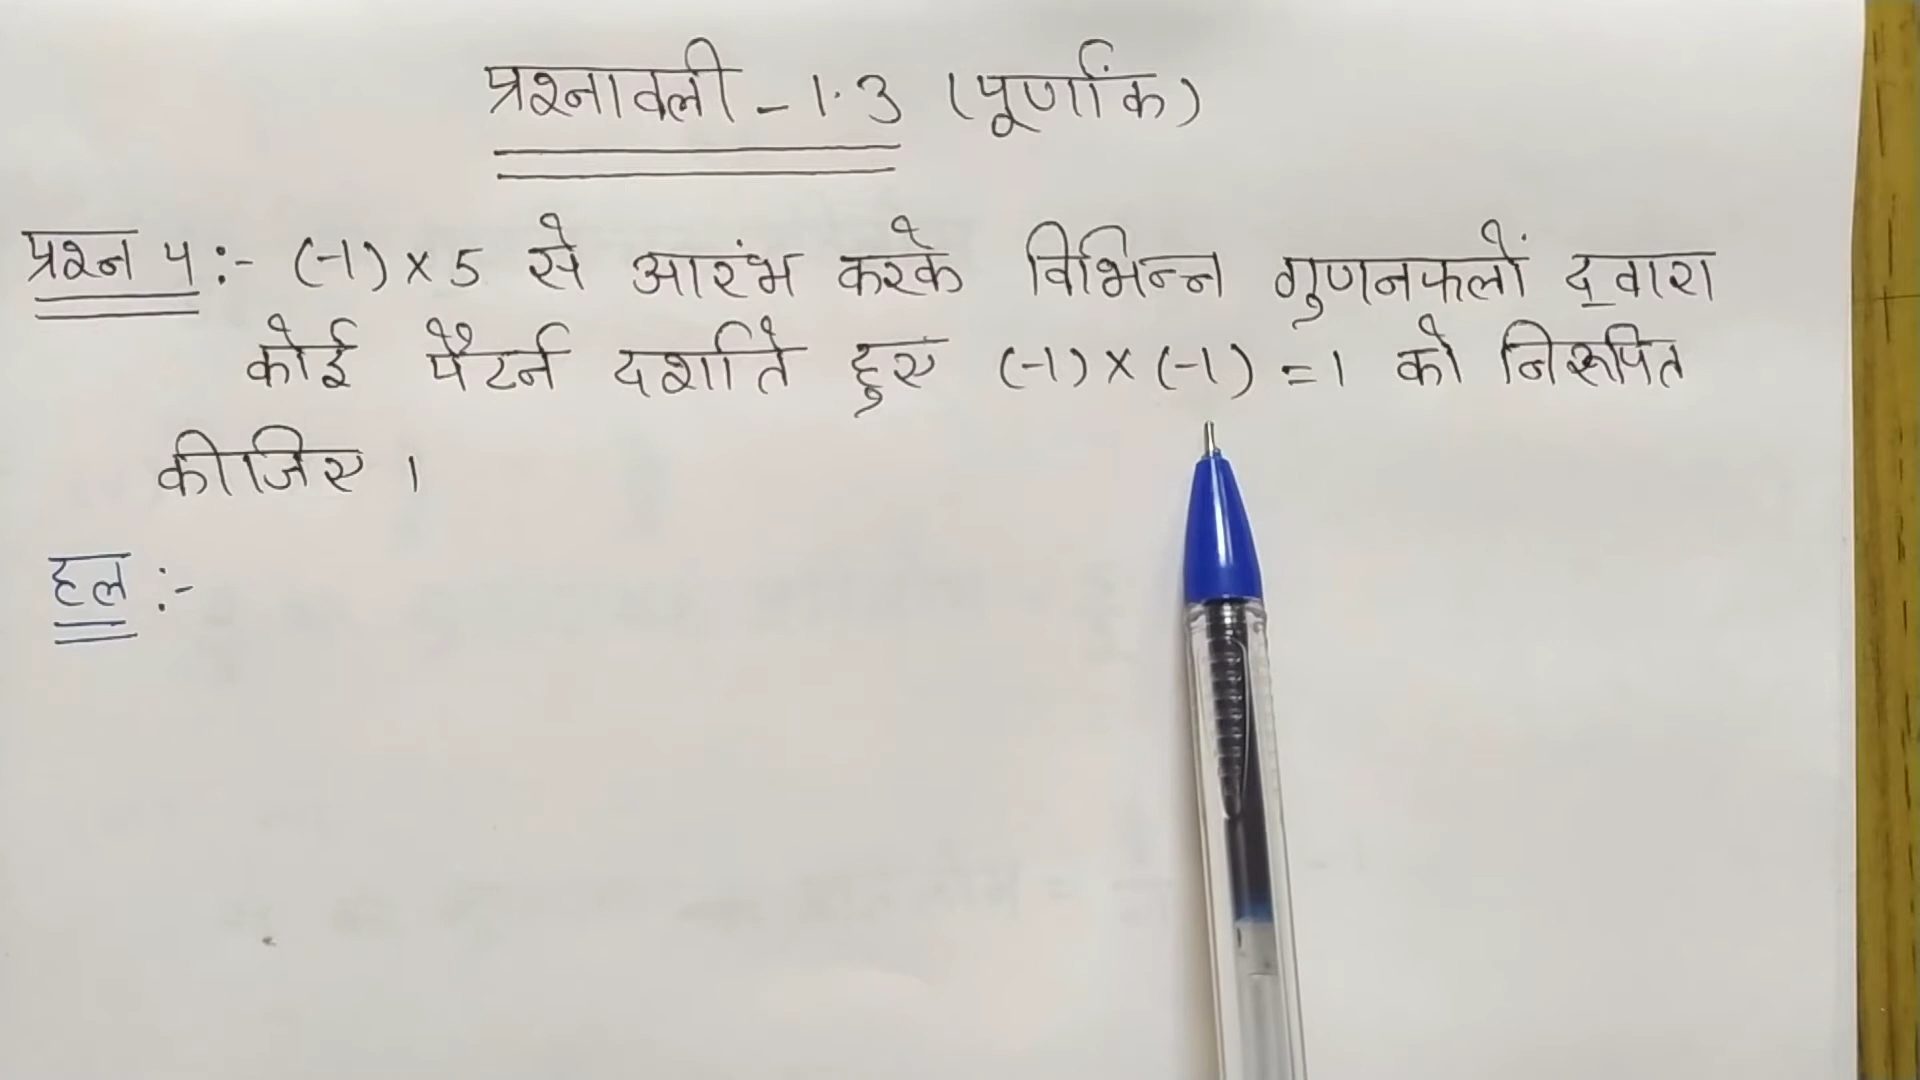 प्रश्नावली - 1.3 (पूर्णांक)
प्रश्न 4 :- (-1) × 5 से आरंभ करके विभिन्न गुणनफलों द्वारा
कोई पैटर्न दर्शाते हुए (-1) × (-1) = 1 को निरूपित
कीजिए ।
हल :-